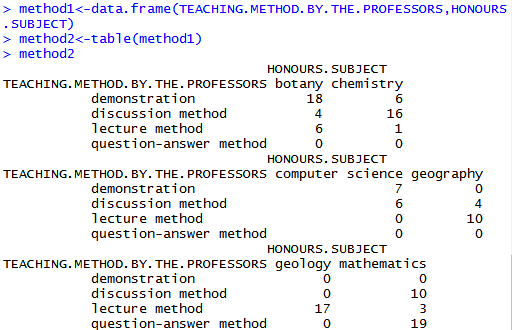 > method1<-data.frame(TEACHING.METHOD.BY.THE.PROFESSORS,HONOURS
.SUBJECT)
> method2<-table(method1)
> method2
                                 HONOURS.SUBJECT
TEACHING.METHOD.BY.THE.PROFESSORS botany chemistry
           demonstration              18         6
           discussion method           4        16
           lecture method              6         1
           question-answer method      0         0
                                 HONOURS.SUBJECT
TEACHING.METHOD.BY.THE.PROFESSORS computer science geography
           demonstration                         7         0
           discussion method                     6         4
           lecture method                        0        10
           question-answer method                0         0
                                 HONOURS.SUBJECT
TEACHING.METHOD.BY.THE.PROFESSORS geology mathematics
           demonstration                0           0
           discussion method            0          10
           lecture method              17           3
           question-answer method       0          19